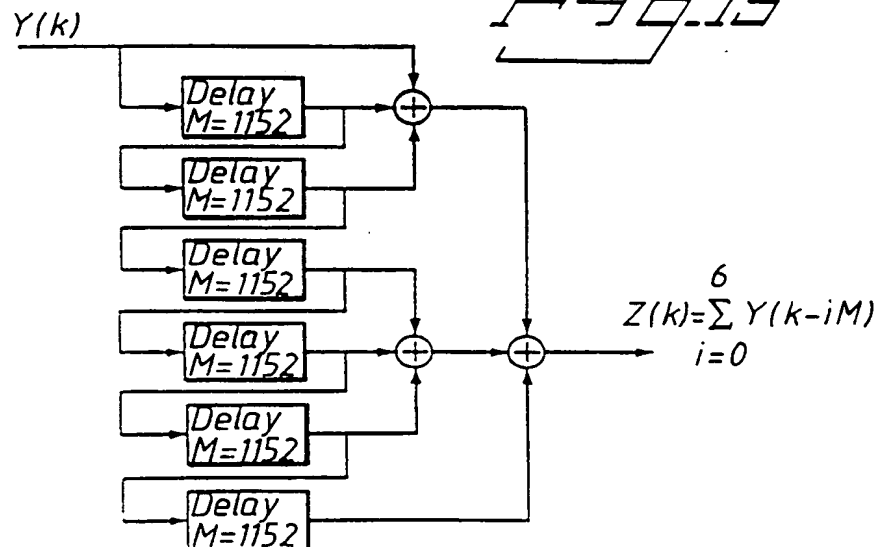 Y(k)
Delay
M=1152
Delay
M=1152
Delay
M=1152
Delay
M=1152
Delay
M=1152
Delay
M=1152
6
Z(k)=∑ Y(k-iM)
i=0